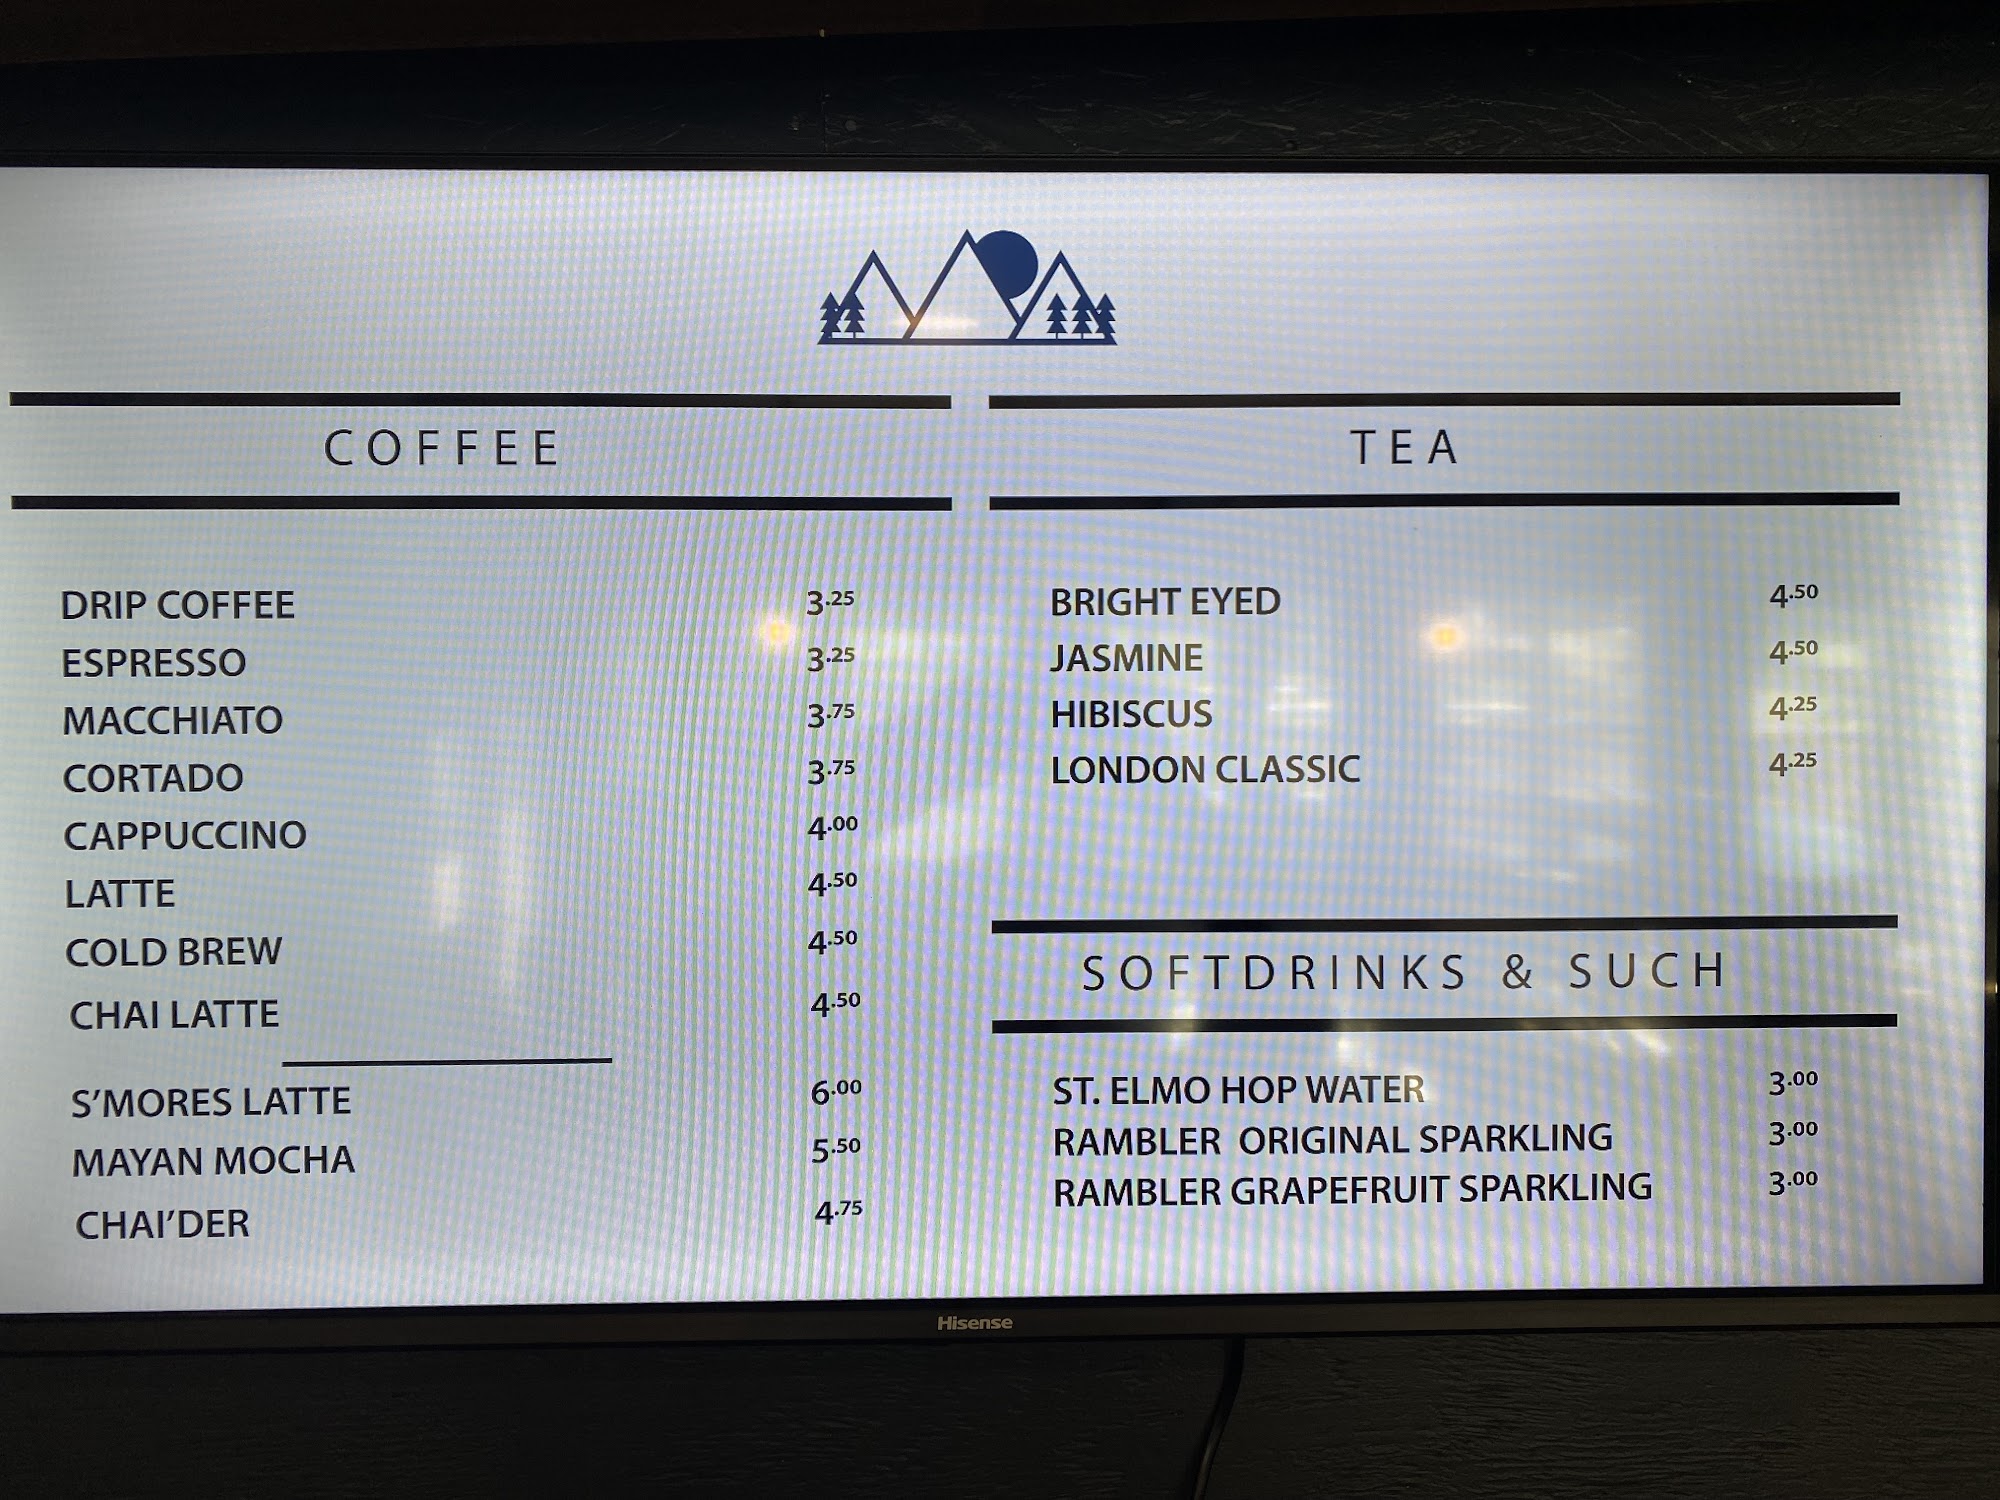 COFFEE
DRIP COFFEE 3.25
ESPRESSO 3.25
MACCHIATO 3.75
CORTADO 3.75
CAPPUCCINO 4.00
LATTE 4.50
COLD BREW 4.50
CHAI LATTE 4.50
S'MORES LATTE 6.00
MAYAN MOCHA 5.50
CHAI'DER 4.75
TEA
BRIGHT EYED 4.50
JASMINE 4.50
HIBISCUS 4.25
LONDON CLASSIC 4.25
SOFTDRINKS & SUCH
ST. ELMO HOP WATER 3.00
RAMBLER ORIGINAL SPARKLING 3.00
RAMBLER GRAPEFRUIT SPARKLING 3.00
Hisense